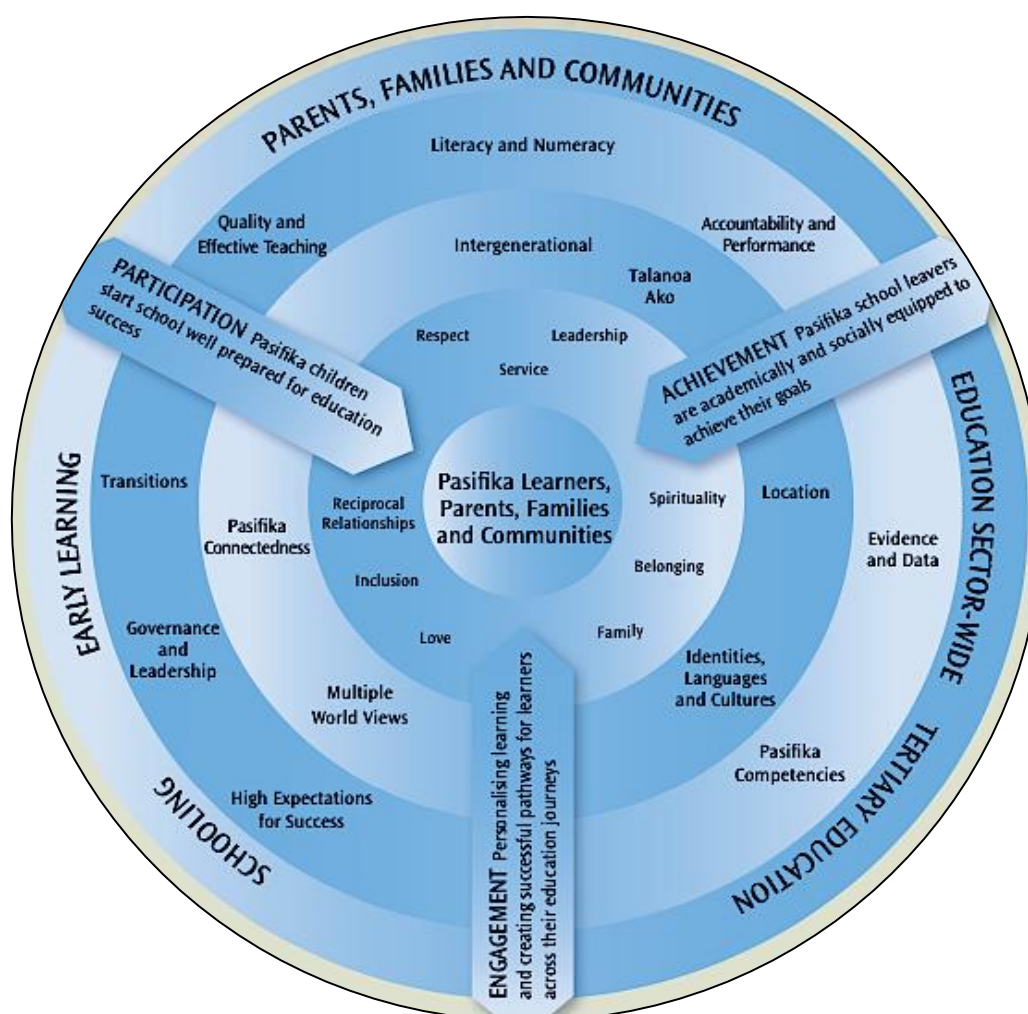 PARENTS, FAMILIES AND COMMUNITIES
Literacy and Numeracy
Quality and
Effective Teaching
Accountability and
Performance
Intergenerational
Talanoa
Ako
PARTICIPATION Pasifika children
start school well prepared for education
success
ACHIEVEMENT Pasifika school leavers
are academically and socially equipped to
achieve their goals
Respect
Leadership
Service
EARLY LEARNING
Transitions
Pasifika
Connectedness
Reciprocal
Relationships
Pasifika Learners,
Parents, Families
and Communities
Spirituality
Location
Evidence
and Data
EDUCATION SECTOR-WIDE
Inclusion
Belonging
Love
Family
Governance
and
Leadership
Multiple
World Views
Identities,
Languages
and Cultures
Pasifika
Competencies
High Expectations
for Success
SCHOOLING
TERTIARY EDUCATION
ENGAGEMENT Personalising learning
and creating successful pathways for learners
across their education journeys